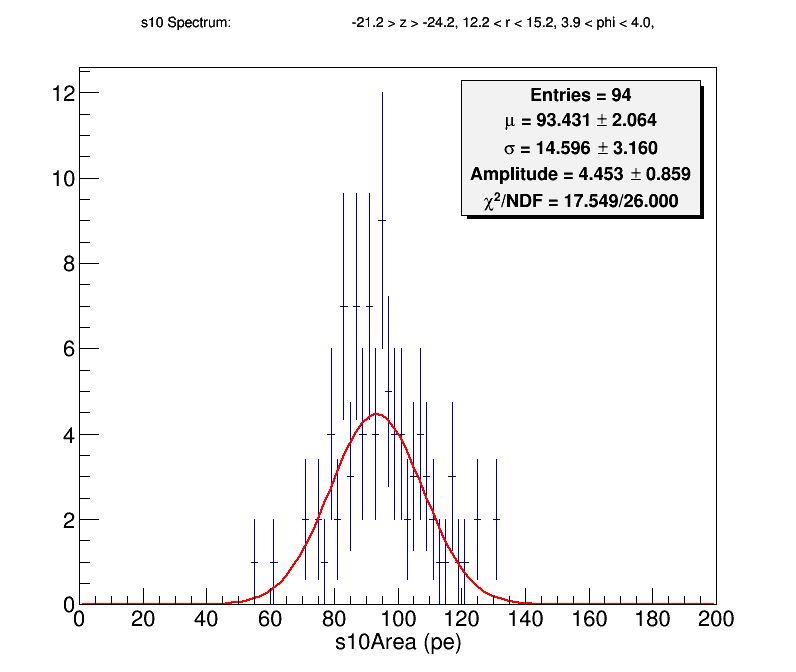 s10 Spectrum: -21.2 > z > -24.2, 12.2 < r < 15.2, 3.9 < phi < 4.0,
Entries = 94
μ = 93.431 ± 2.064
σ = 14.596 ± 3.160
Amplitude = 4.453 ± 0.859
χ²/NDF = 17.549/26.000
12
10
8
6
4
2
0
0 20 40 60 80 100 120 140 160 180 200
s10Area (pe)